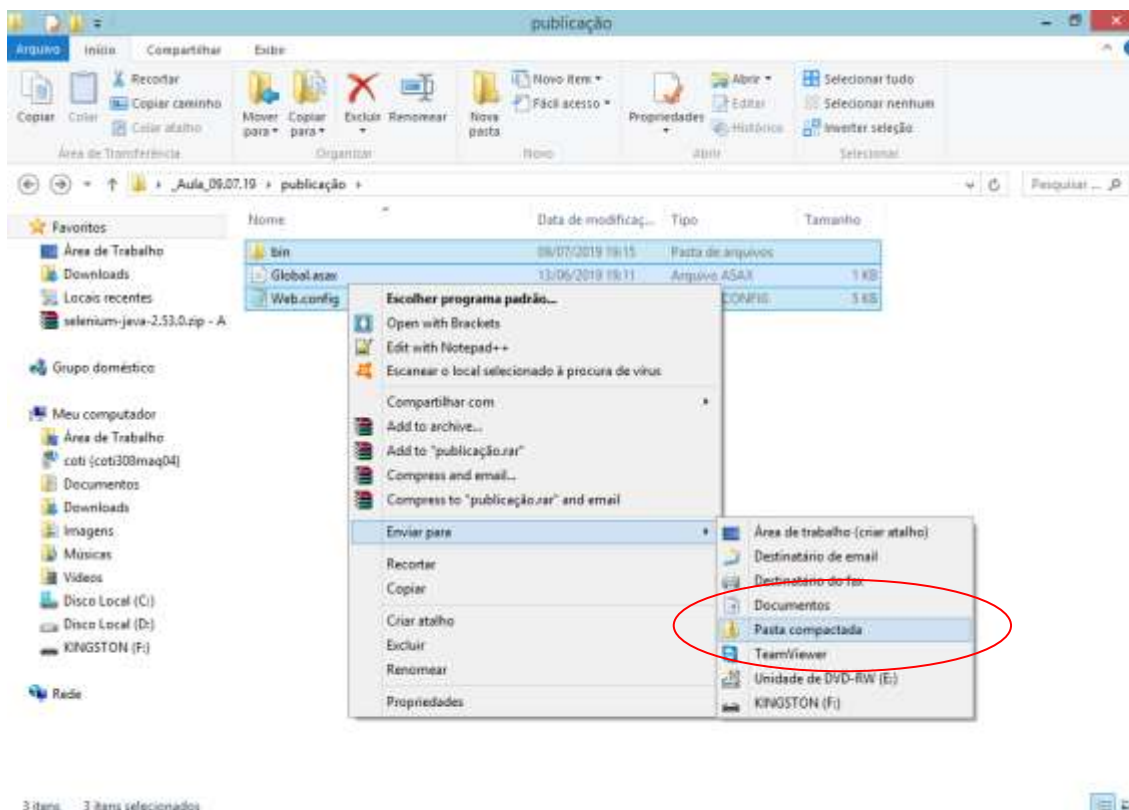 publicação
Arquivo Início Compartilhar Exibir
Copiar
Colar
Recortar
Copiar caminho
Colar atalho
Área de Transferência
Mover para
Copiar para
Excluir
Renomear
Organizar
Nova pasta
Novo item
Fácil acesso
Novo
Propriedades
Abrir
Editar
Histórico
Abrir
Selecionar tudo
Selecionar nenhum
Inverter seleção
Selecionar
_Aula_09.07.19 publicação
Pesquisar ...
Favoritos
Área de Trabalho
Downloads
Locais recentes
selenium-java-2.53.0.zip - A
Grupo doméstico
Meu computador
Área de Trabalho
coti (coti308maq04)
Documentos
Downloads
Imagens
Músicas
Vídeos
Disco Local (C:)
Disco Local (D:)
KINGSTON (F:)
Rede
Nome Data de modificaç... Tipo Tamanho
bin 09/07/2019 19:15 Pasta de arquivos
Global.asax 13/06/2019 19:11 Arquivo ASAX 1 KB
Web.config CONFIG
Escolher programa padrão...
Open with Brackets
Edit with Notepad++
Escanear o local selecionado à procura de vírus
Compartilhar com
Add to archive...
Add to "publicação.rar"
Compress and email...
Compress to "publicação.rar" and email
Enviar para
Recortar
Copiar
Criar atalho
Excluir
Renomear
Propriedades
Área de trabalho (criar atalho)
Destinatário de email
Destinatário do fax
Documentos
Pasta compactada
TeamViewer
Unidade de DVD-RW (E:)
KINGSTON (F:)
3 itens 3 itens selecionados